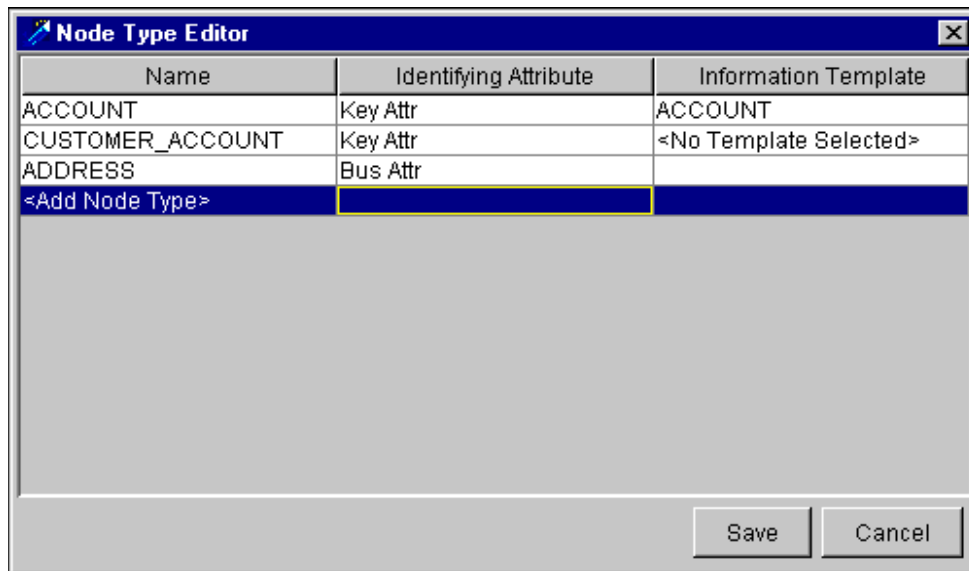 Node Type Editor
Name Identifying Attribute Information Template
ACCOUNT Key Attr ACCOUNT
CUSTOMER_ACCOUNT Key Attr <No Template Selected>
ADDRESS Bus Attr
<Add Node Type>
Save Cancel